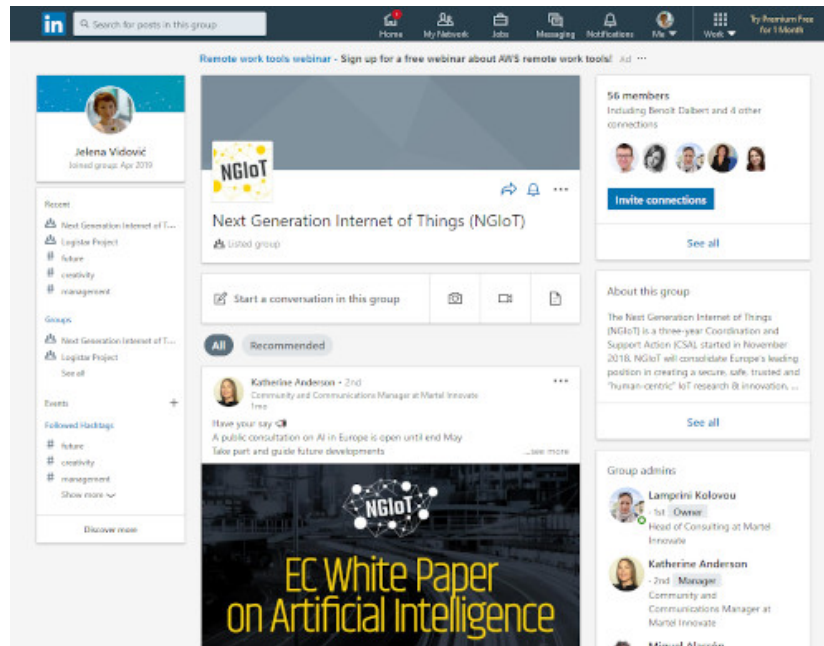 in
Search for posts in this group
Home
My Network
Jobs
Messaging
Notifications
Me
Work
Try Premium Free
for 1 Month
Remote work tools webinar - Sign up for a free webinar about AWS remote work tools! Ad ...
Jelena Vidović
Joined group: Apr 2019
Recent
Next Generation Internet of T...
Logistar Project
# future
# creativity
# management
Groups
Next Generation Internet of T...
Logistar Project
See all
Events +
Followed Hashtags
# future
# creativity
# management
Show more
Discover more
NGIoT
Next Generation Internet of Things (NGIoT)
Listed group
Start a conversation in this group
All
Recommended
Katherine Anderson • 2nd
Community and Communications Manager at Martel Innovate
1mo
Have your say
A public consultation on AI in Europe is open until end May
Take part and guide future developments
...see more
NGIoT
EC White Paper
on Artificial Intelligence
56 members
Including Benoit Dalbert and 4 other
connections
Invite connections
See all
About this group
The Next Generation Internet of Things
(NGIoT) is a three-year Coordination and
Support Action (CSA), started in November
2018. NGIoT will consolidate Europe's leading
position in creating a secure, safe, trusted and
"human-centric" IoT research & innovation, ...
See all
Group admins
Lamprini Kolovou
· 1st Owner
Head of Consulting at Martel
Innovate
Katherine Anderson
· 2nd Manager
Community and
Communications Manager at
Martel Innovate